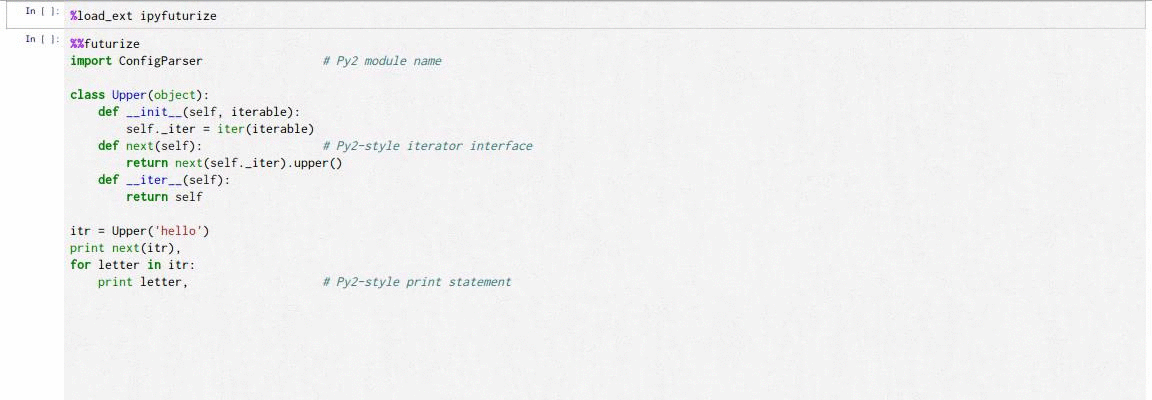 In [ ]: %load_ext ipyfuturize
In [ ]: %%futurize
import ConfigParser                 # Py2 module name
class Upper(object):
    def __init__(self, iterable):
        self._iter = iter(iterable)
    def next(self):                 # Py2-style iterator interface
        return next(self._iter).upper()
    def __iter__(self):
        return self
itr = Upper('hello')
print next(itr),
for letter in itr:
    print letter,                   # Py2-style print statement